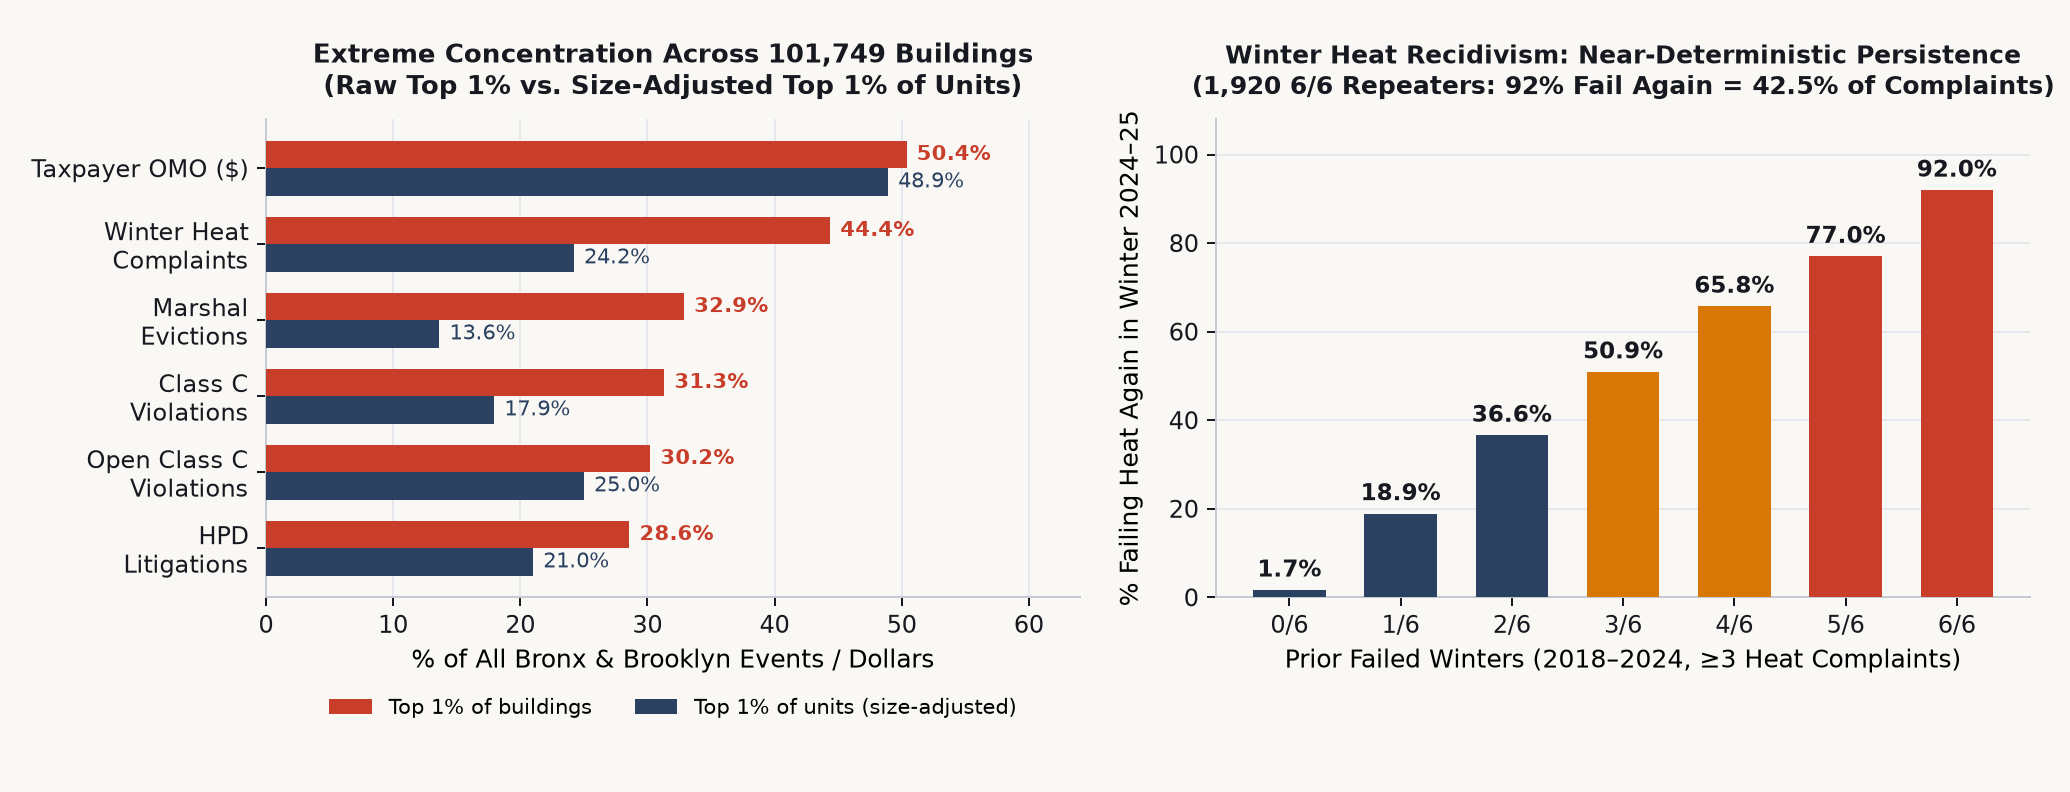 Extreme Concentration Across 101,749 Buildings
(Raw Top 1% vs. Size-Adjusted Top 1% of Units)
Taxpayer OMO ($)
50.4%
48.9%
Winter Heat
Complaints
44.4%
24.2%
Marshal
Evictions
32.9%
13.6%
Class C
Violations
31.3%
17.9%
Open Class C
Violations
30.2%
25.0%
HPD
Litigations
28.6%
21.0%
0 10 20 30 40 50 60
% of All Bronx & Brooklyn Events / Dollars
Top 1% of buildings
Top 1% of units (size-adjusted)
Winter Heat Recidivism: Near-Deterministic Persistence
(1,920 6/6 Repeaters: 92% Fail Again = 42.5% of Complaints)
% Failing Heat Again in Winter 2024–25
100
80
60
40
20
0
1.7%
18.9%
36.6%
50.9%
65.8%
77.0%
92.0%
0/6 1/6 2/6 3/6 4/6 5/6 6/6
Prior Failed Winters (2018–2024, ≥3 Heat Complaints)